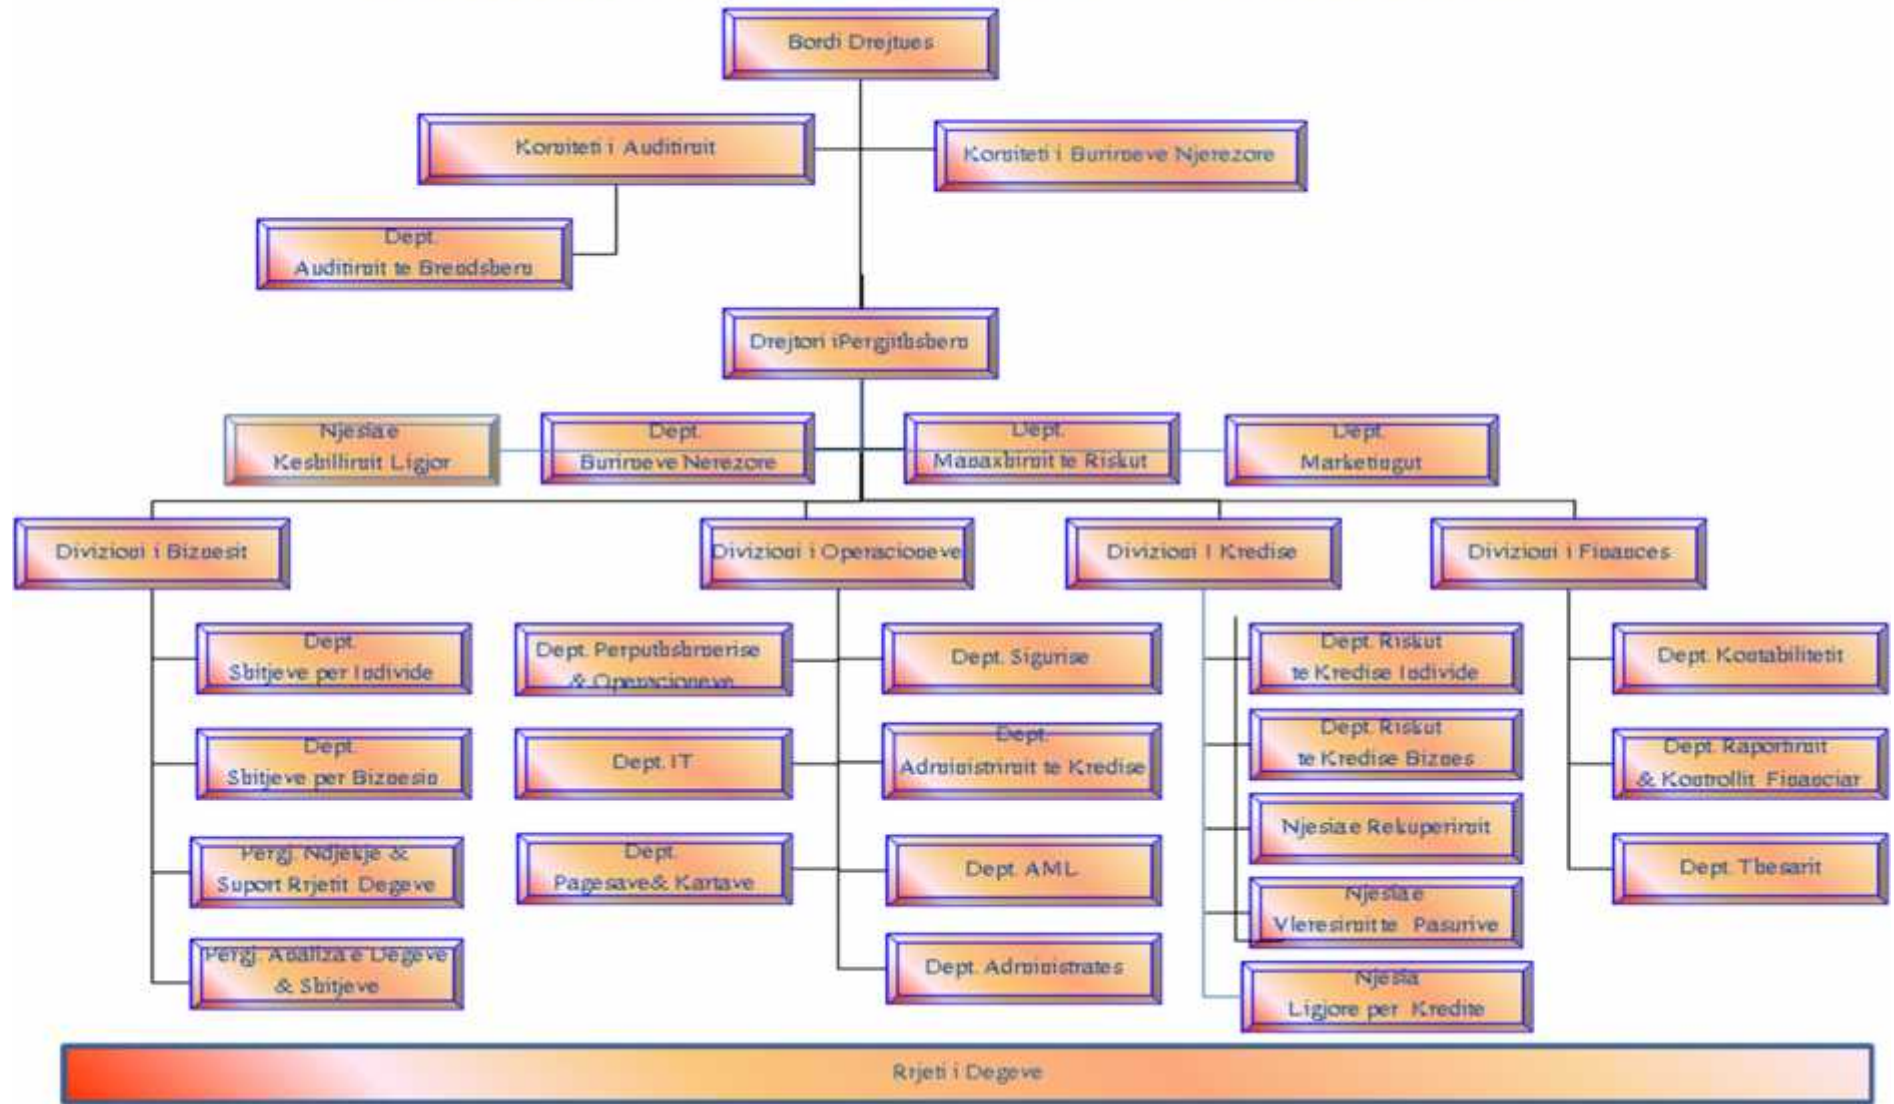 Bordi Drejtues
Komiteti i Auditimit
Komiteti i Burimeve Njerezore
Dept.
Auditimit te Brendshem
Drejtori iPergjithshem
Njesia e
Keshillimit Ligjor
Dept.
Burimeve Nerezore
Dept.
Manaxhimit te Riskut
Dept.
Marketingut
Divizioni i Biznesit
Divizioni i Operacioneve
Divizioni I Kredise
Divizioni i Finances
Dept.
Shitjeve per Individe
Dept.
Shitjeve per Biznesin
Pergj. Ndjekje &
Suport Rrjetit Degeve
Pergj. Analiza e Degeve
& Shitjeve
Dept. Perputhshmerise
& Operacioneve
Dept. IT
Dept.
Pagesave& Kartave
Dept. Sigurise
Dept.
Administrimit te Kredise
Dept. AML
Dept. Administrates
Dept. Riskut
te Kredise Individe
Dept. Riskut
te Kredise Biznes
Njesia e Rekuperimit
Njesia e
Vleresimit te Pasurive
Njesia
Ligjore per Kredite
Dept. Kontabilitetit
Dept. Raportimit
& Kontrollit Financiar
Dept. Thesarit
Rrjeti i Degeve